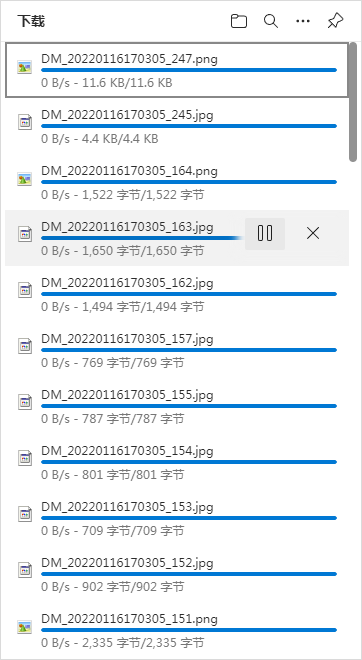 下载
DM_20220116170305_247.png
0 B/s - 11.6 KB/11.6 KB
DM_20220116170305_245.jpg
0 B/s - 4.4 KB/4.4 KB
DM_20220116170305_164.png
0 B/s - 1,522 字节/1,522 字节
DM_20220116170305_163.jpg
0 B/s - 1,650 字节/1,650 字节
DM_20220116170305_162.jpg
0 B/s - 1,494 字节/1,494 字节
DM_20220116170305_157.jpg
0 B/s - 769 字节/769 字节
DM_20220116170305_155.jpg
0 B/s - 787 字节/787 字节
DM_20220116170305_154.jpg
0 B/s - 801 字节/801 字节
DM_20220116170305_153.jpg
0 B/s - 709 字节/709 字节
DM_20220116170305_152.jpg
0 B/s - 902 字节/902 字节
DM_20220116170305_151.png
0 B/s - 2,335 字节/2,335 字节